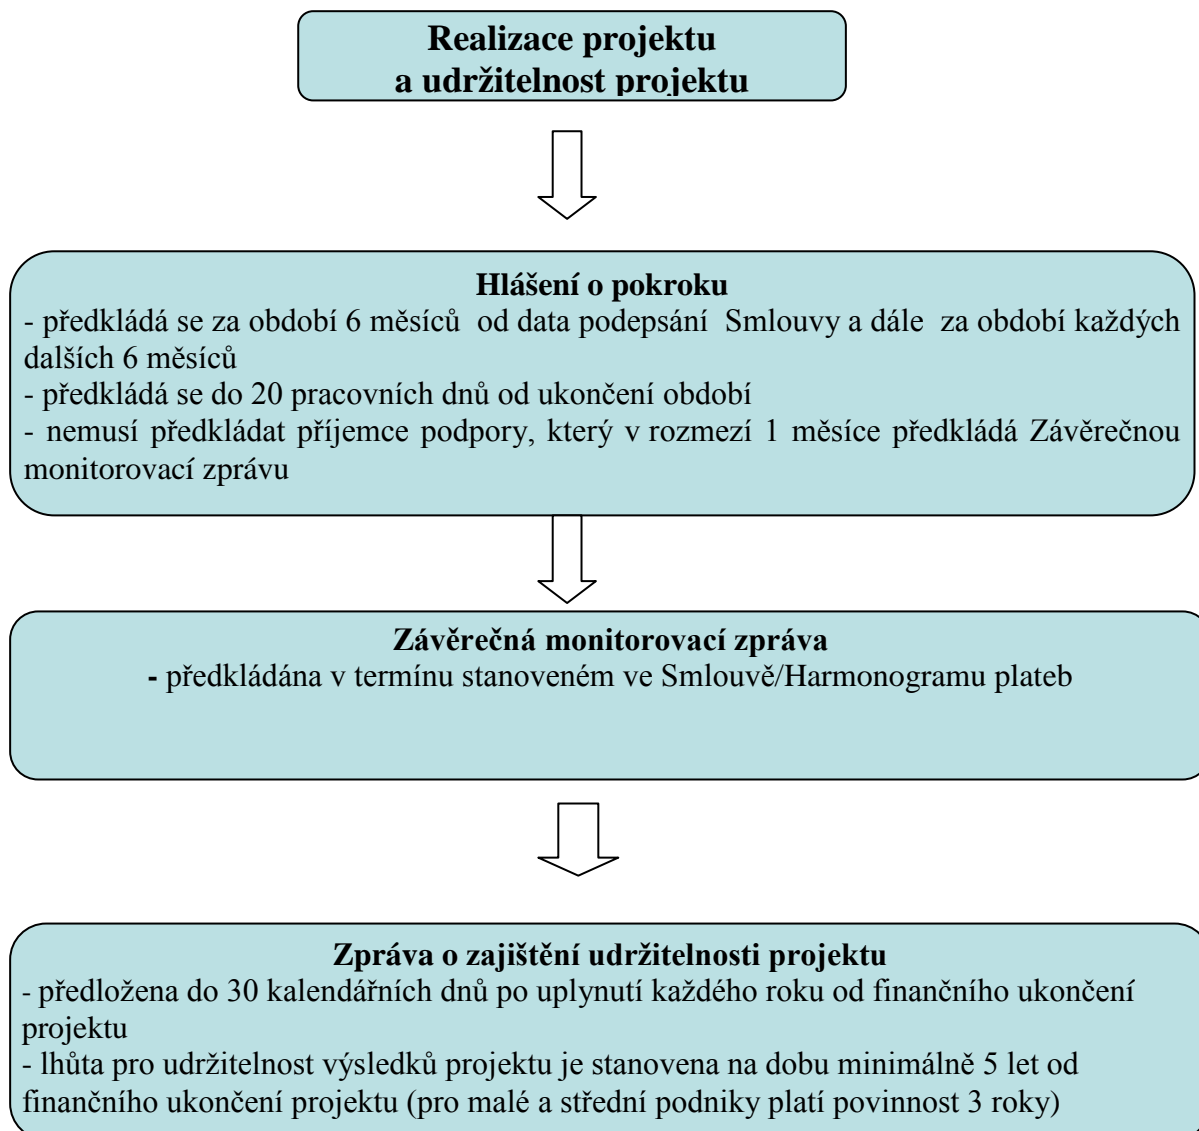 Realizace projektu
a udržitelnost projektu
Hlášení o pokroku
- předkládá se za období 6 měsíců od data podepsání Smlouvy a dále za období každých
dalších 6 měsíců
- předkládá se do 20 pracovních dnů od ukončení období
- nemusí předkládat příjemce podpory, který v rozmezí 1 měsíce předkládá Závěrečnou
monitorovací zprávu
Závěrečná monitorovací zpráva
- předkládána v termínu stanoveném ve Smlouvě/Harmonogramu plateb
Zpráva o zajištění udržitelnosti projektu
- předložena do 30 kalendářních dnů po uplynutí každého roku od finančního ukončení
projektu
- lhůta pro udržitelnost výsledků projektu je stanovena na dobu minimálně 5 let od
finančního ukončení projektu (pro malé a střední podniky platí povinnost 3 roky)